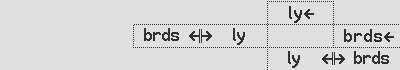 ly←
brds ↔ ly brds←
ly ↔ brds